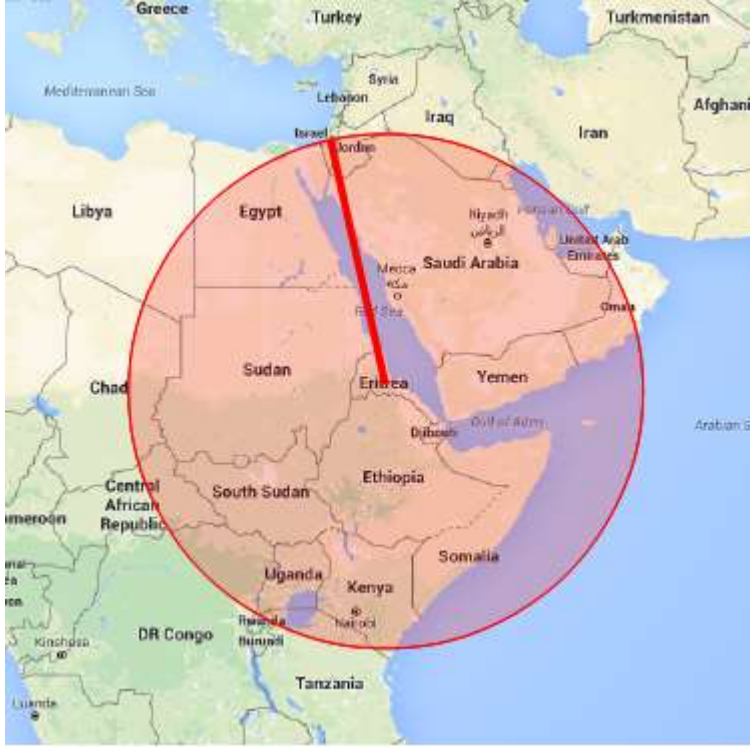 Greece
Turkey
Turkmenistan
Mediterranean Sea
Syria
Lebanon
Afghani
Iraq
Iran
Israel
Jordan
Libya
Egypt
Riyadh
الرياض
Persian Gulf
United Arab
Emirates
Mecca
مكة
Saudi Arabia
Red Sea
Oman
Sudan
Chad
Eritrea
Yemen
Gulf of Aden
Arabian S
Djibouti
Ethiopia
Central
African
Republic
South Sudan
ameroon
Somalia
Uganda
Kenya
Nairobi
Rwanda
Burundi
DR Congo
Kinshasa
Tanzania
Luanda